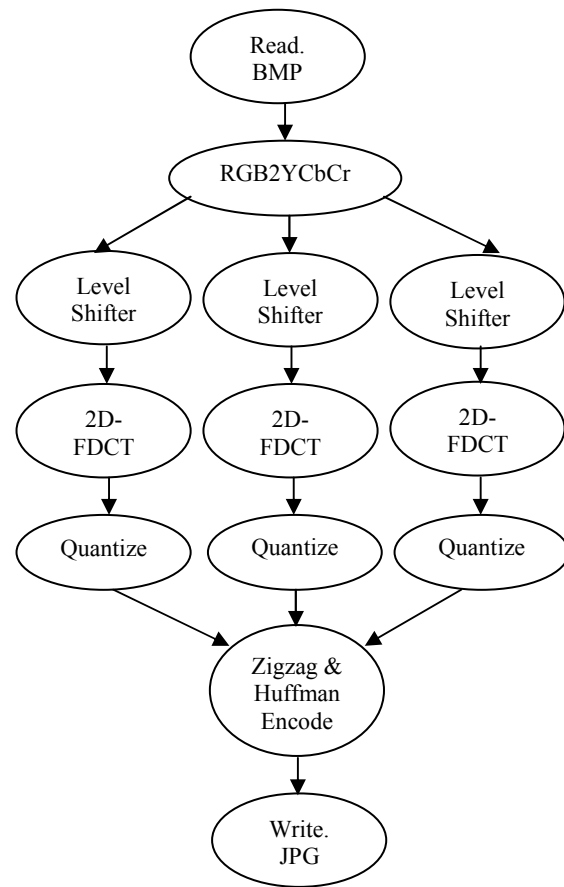 Read.
BMP
RGB2YCbCr
Level
Shifter
Level
Shifter
Level
Shifter
2D-
FDCT
2D-
FDCT
2D-
FDCT
Quantize
Quantize
Quantize
Zigzag &
Huffman
Encode
Write.
JPG